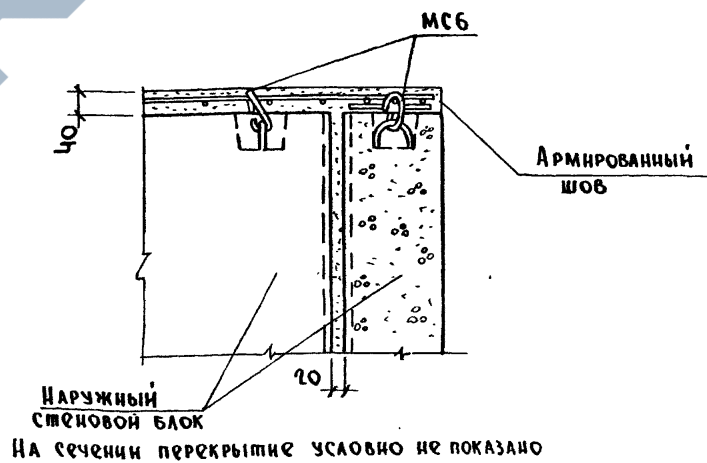 МС6
40
Армированный
шов
20
Наружный
стеновой блок
На сечении перекрытие условно не показано